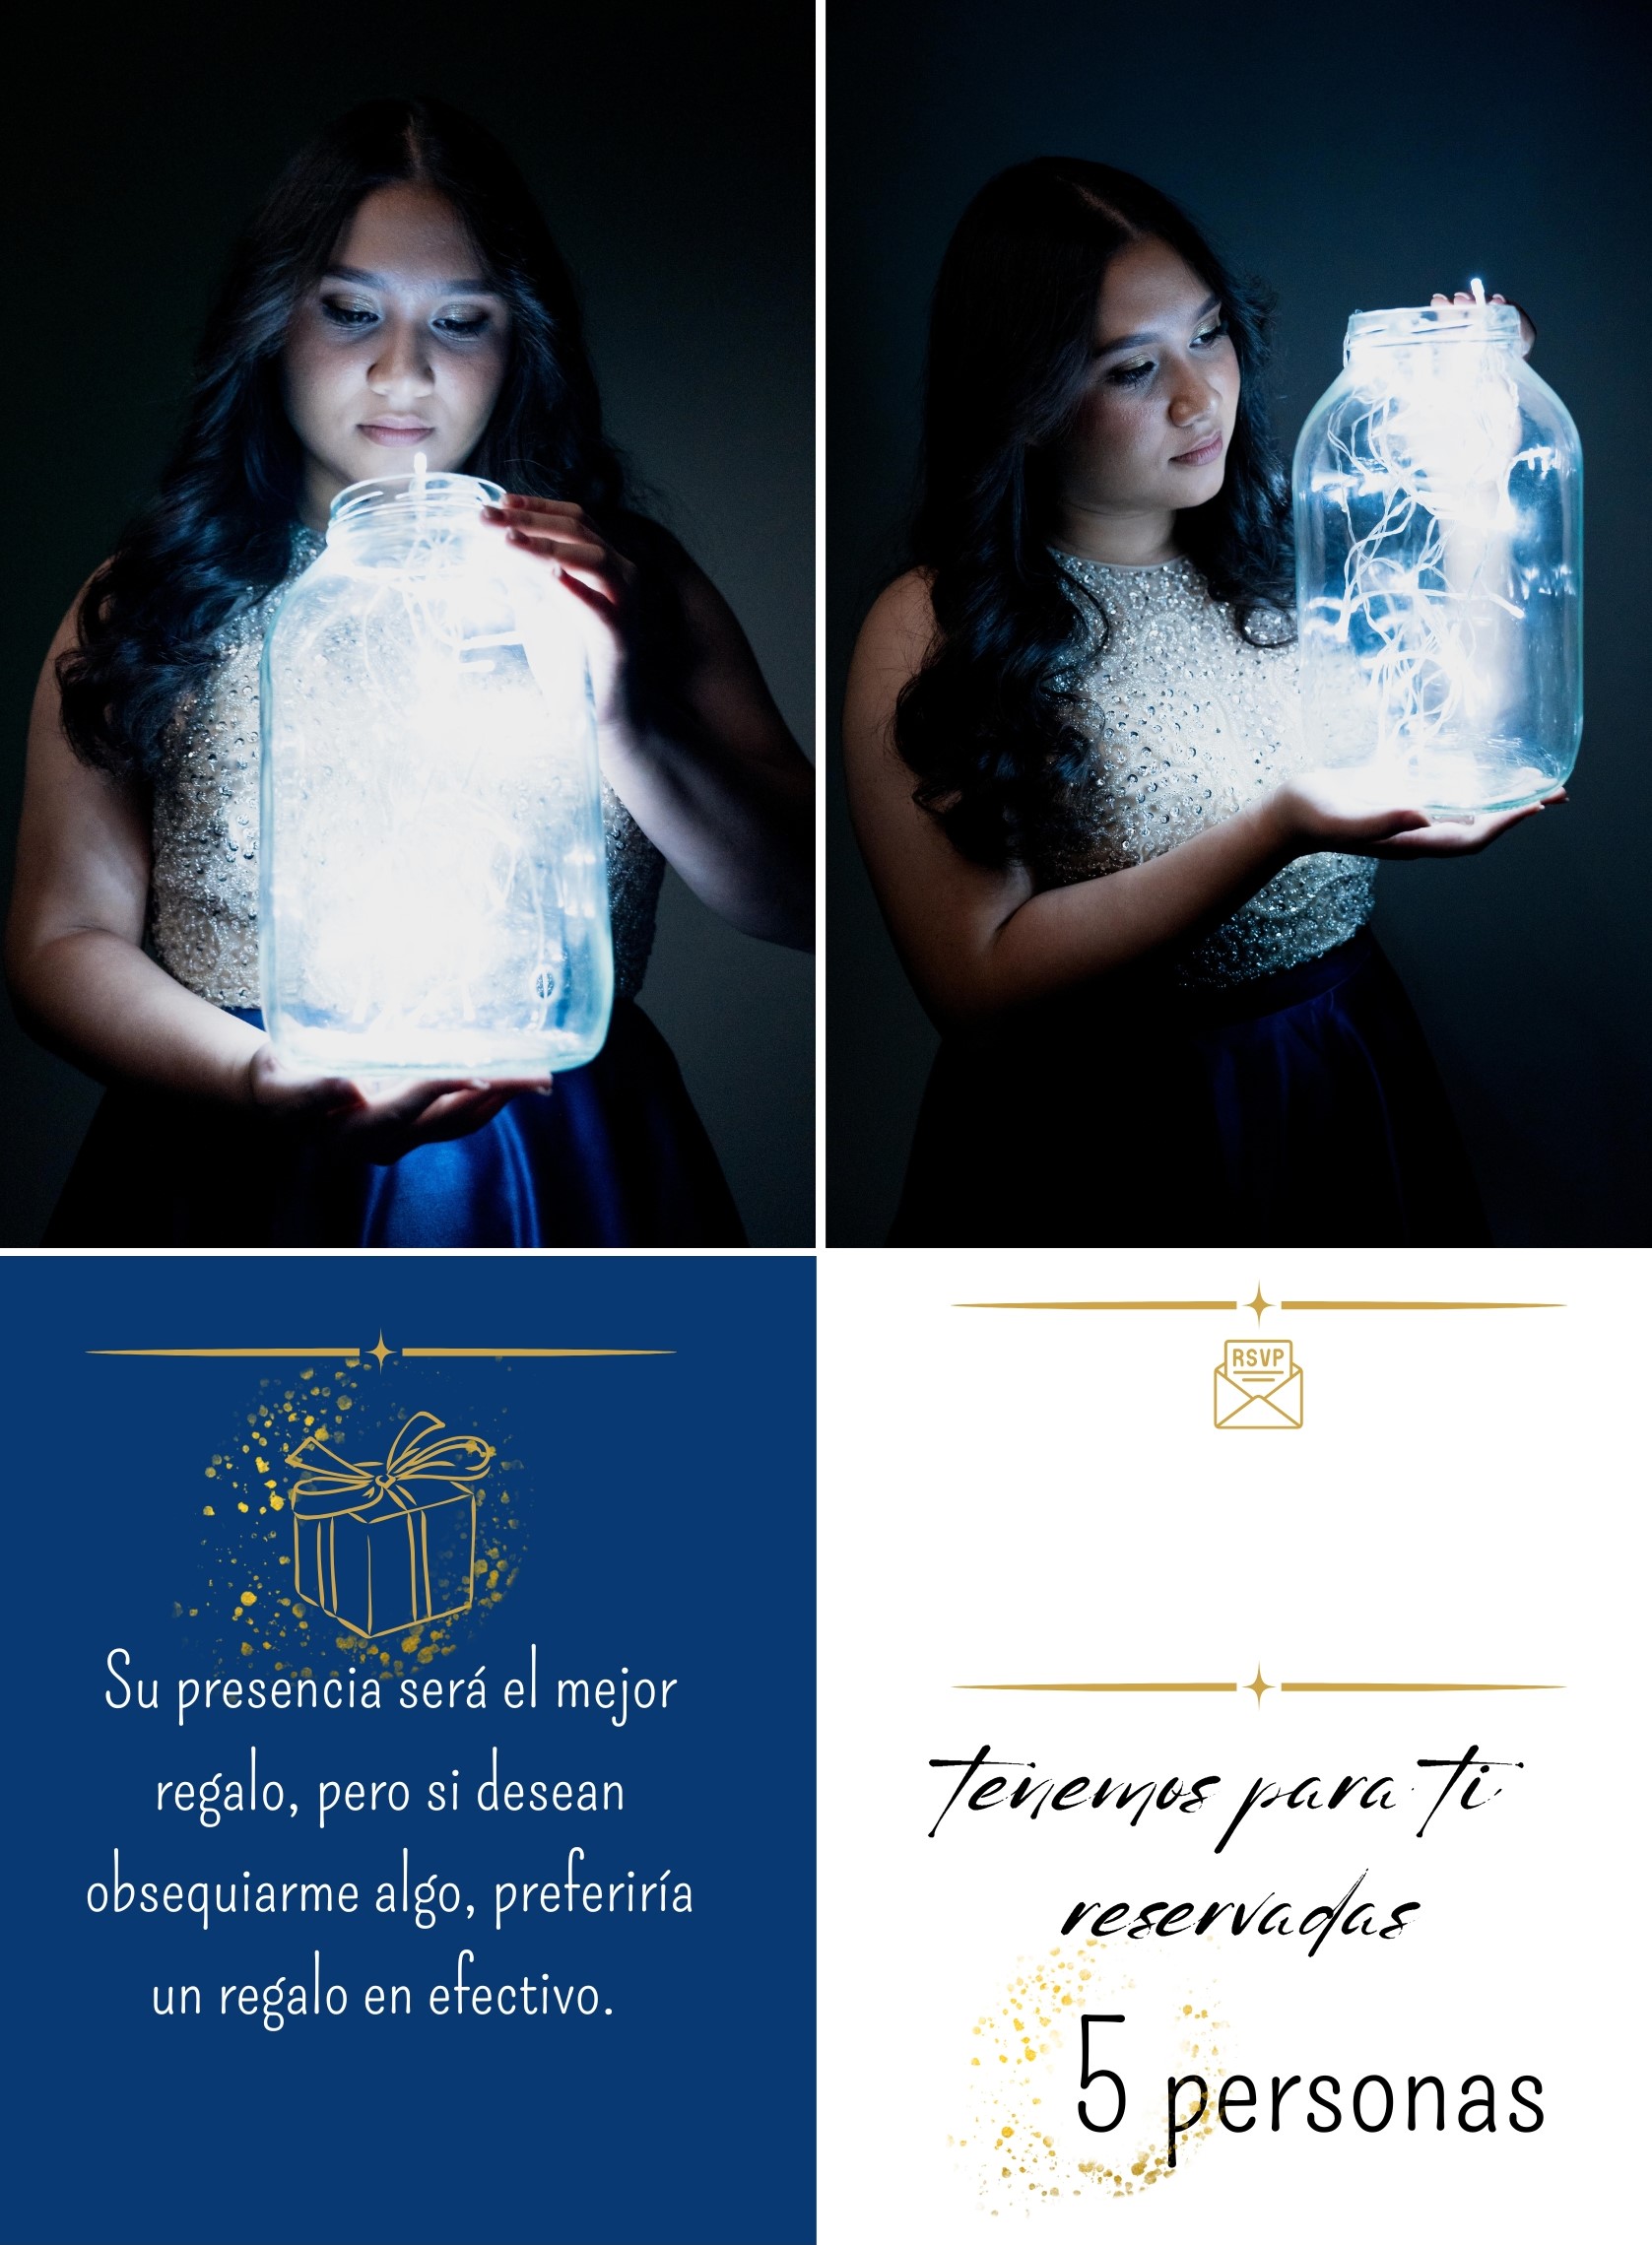 Su presencia será el mejor
regalo, pero si desean
obsequiarme algo, preferiría
un regalo en efectivo.
RSVP
tenemos para ti
reservadas
5 personas